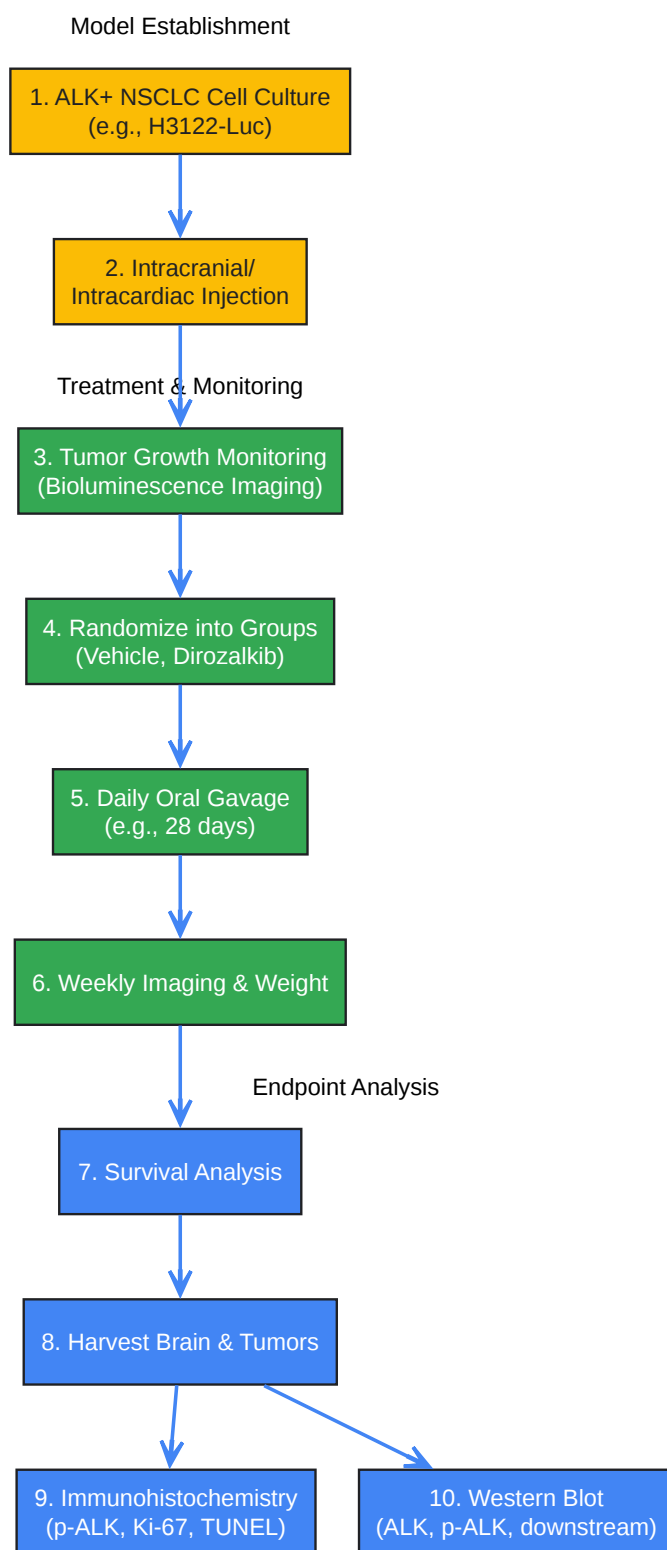 Model Establishment
1. ALK+ NSCLC Cell Culture
(e.g., H3122-Luc)
2. Intracranial/
Intracardiac Injection
Treatment & Monitoring
3. Tumor Growth Monitoring
(Bioluminescence Imaging)
4. Randomize into Groups
(Vehicle, Dirozalkib)
5. Daily Oral Gavage
(e.g., 28 days)
6. Weekly Imaging & Weight
Endpoint Analysis
7. Survival Analysis
8. Harvest Brain & Tumors
9. Immunohistochemistry
(p-ALK, Ki-67, TUNEL)
10. Western Blot
(ALK, p-ALK, downstream)